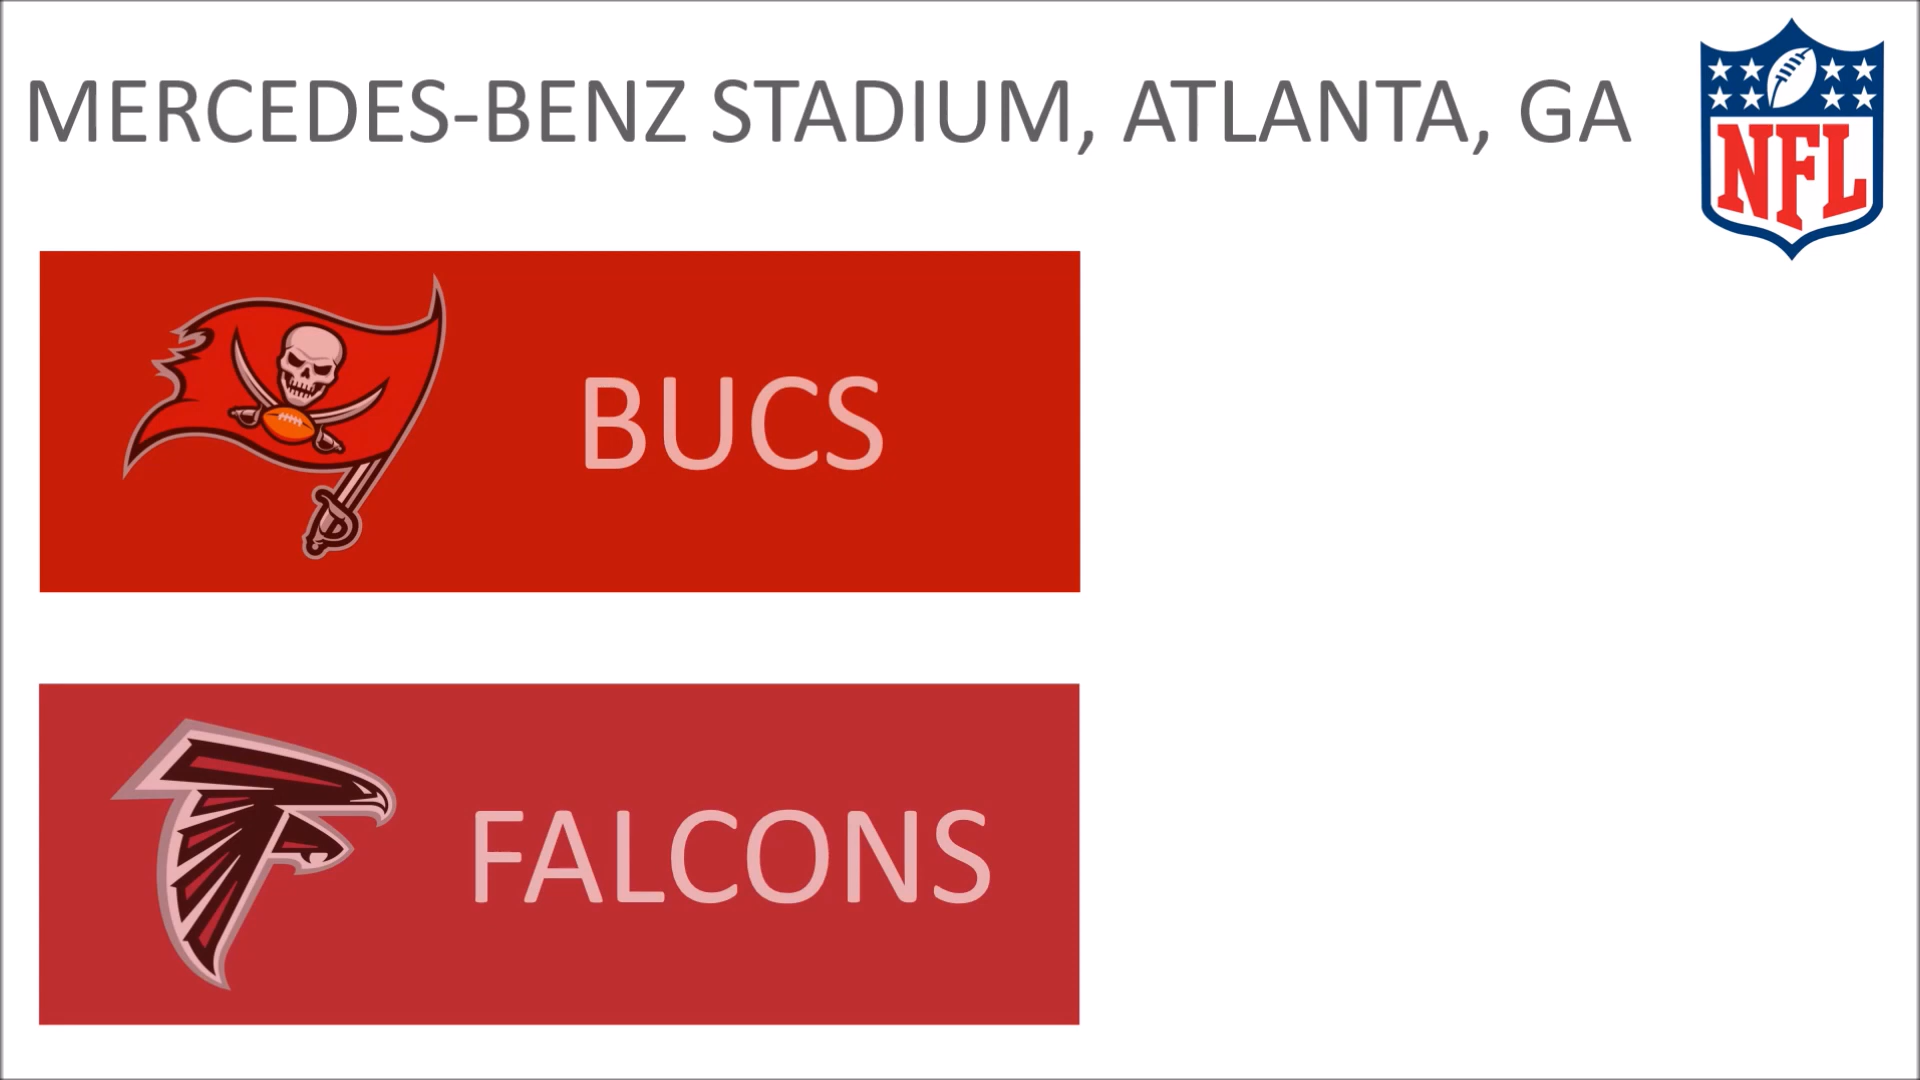 MERCEDES-BENZ STADIUM, ATLANTA, GA
NFL
BUCS
FALCONS